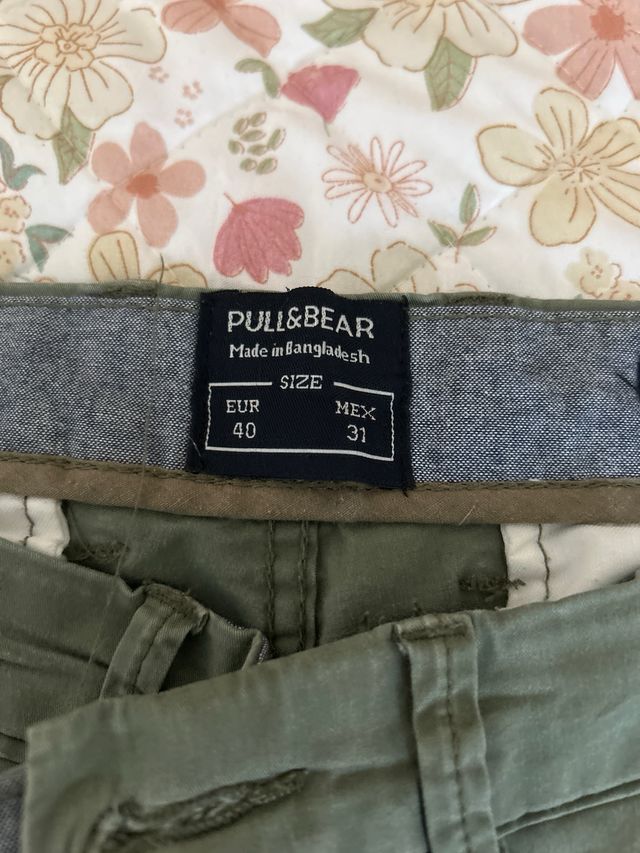 PULL&BEAR
Made in Bangladesh
SIZE
EUR MEX
40 31